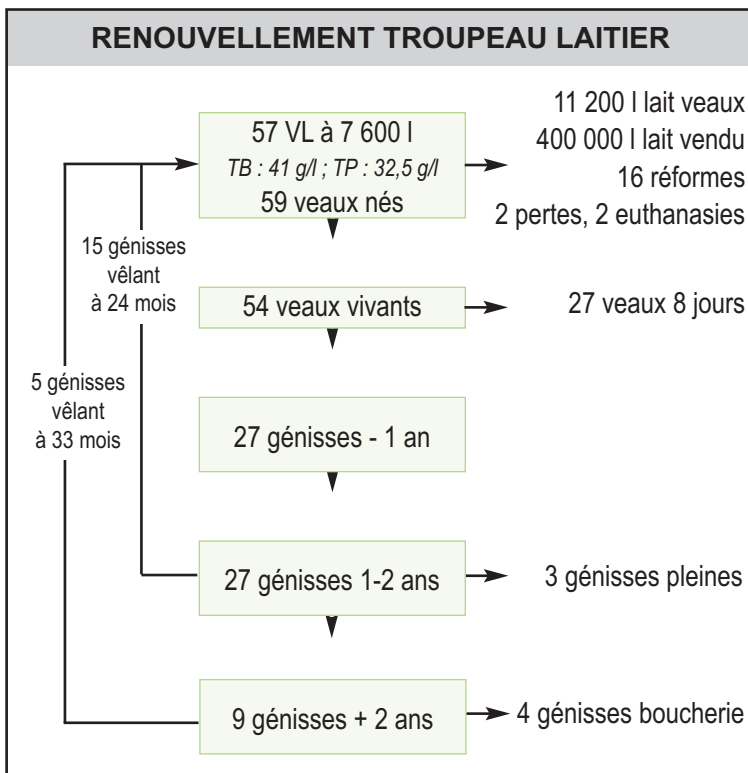 RENOUVELLEMENT TROUPEAU LAITIER
57 VL à 7 600 l
TB : 41 g/l ; TP : 32,5 g/l
59 veaux nés
11 200 l lait veaux
400 000 l lait vendu
16 réformes
2 pertes, 2 euthanasies
15 génisses
vêlant
à 24 mois
54 veaux vivants
27 veaux 8 jours
5 génisses
vêlant
à 33 mois
27 génisses - 1 an
27 génisses 1-2 ans
3 génisses pleines
9 génisses + 2 ans
4 génisses boucherie